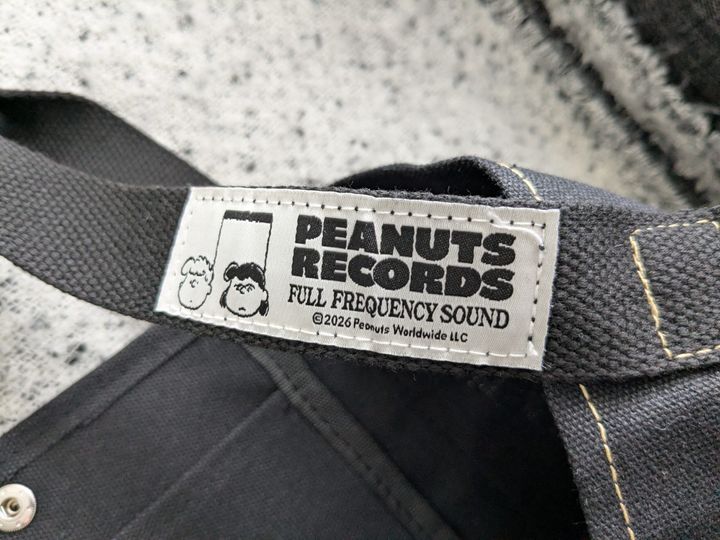 PEANUTS
RECORDS
FULL FREQUENCY SOUND
©2026 Peanuts Worldwide LLC